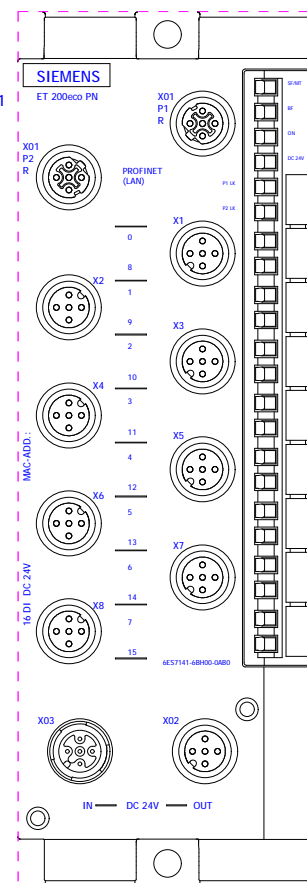 SIEMENS
ET 200eco PN
1
X01
P1
R
X01
P2
R
PROFINET
(LAN)
SF/MT
BF
ON
DC 24V
P1 LK
P2 LK
X1
0
8
X2
1
9
X3
2
10
X4
3
11
X5
4
12
X6
5
13
X7
6
14
X8
7
15
MAC-ADD.:
16 DI DC 24V
6ES7141-6BH00-0AB0
X03
X02
IN DC 24V OUT